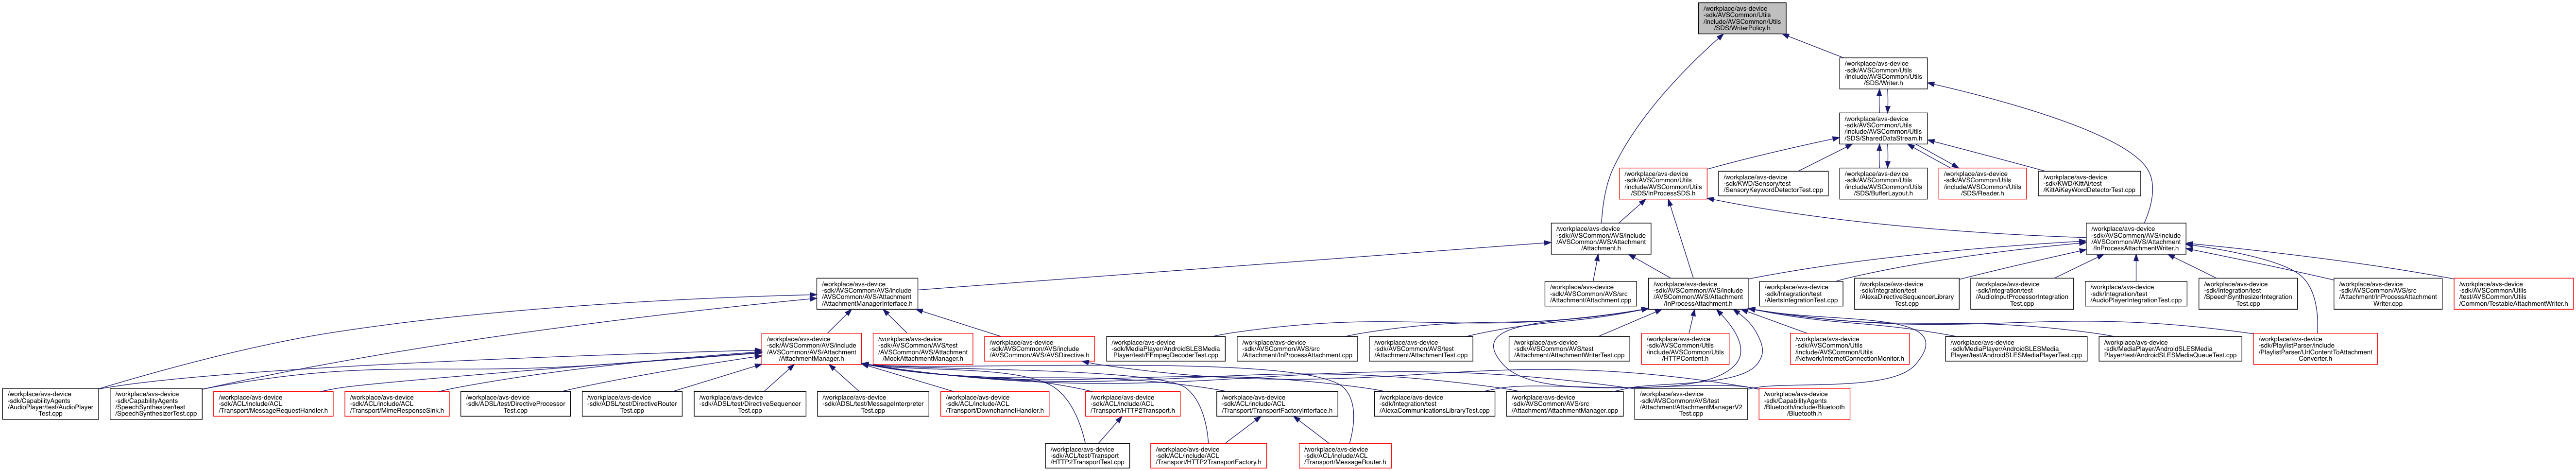 /workplace/avs-device
-sdk/AVSCommon/Utils
/include/AVSCommon/Utils
/SDS/WriterPolicy.h
/workplace/avs-device
-sdk/AVSCommon/Utils
/include/AVSCommon/Utils
/SDS/Writer.h
/workplace/avs-device
-sdk/AVSCommon/Utils
/include/AVSCommon/Utils
/SDS/SharedDataStream.h
/workplace/avs-device
-sdk/AVSCommon/Utils
/include/AVSCommon/Utils
/SDS/InProcessSDS.h
/workplace/avs-device
-sdk/KWD/Sensory/test
/SensoryKeywordDetectorTest.cpp
/workplace/avs-device
-sdk/AVSCommon/Utils
/include/AVSCommon/Utils
/SDS/BufferLayout.h
/workplace/avs-device
-sdk/AVSCommon/Utils
/include/AVSCommon/Utils
/SDS/Reader.h
/workplace/avs-device
-sdk/KWD/KittAi/test
/KittAiKeyWordDetectorTest.cpp
/workplace/avs-device
-sdk/AVSCommon/AVS/include
/AVSCommon/AVS/Attachment
/Attachment.h
/workplace/avs-device
-sdk/AVSCommon/AVS/include
/AVSCommon/AVS/Attachment
/InProcessAttachmentWriter.h
/workplace/avs-device
-sdk/AVSCommon/AVS/include
/AVSCommon/AVS/Attachment
/AttachmentManagerInterface.h
/workplace/avs-device
-sdk/AVSCommon/AVS/src
/Attachment/Attachment.cpp
/workplace/avs-device
-sdk/AVSCommon/AVS/include
/AVSCommon/AVS/Attachment
/InProcessAttachment.h
/workplace/avs-device
-sdk/Integration/test
/AlertsIntegrationTest.cpp
/workplace/avs-device
-sdk/Integration/test
/AlexaDirectiveSequencerLibrary
Test.cpp
/workplace/avs-device
-sdk/Integration/test
/AudioInputProcessorIntegration
Test.cpp
/workplace/avs-device
-sdk/Integration/test
/AudioPlayerIntegrationTest.cpp
/workplace/avs-device
-sdk/Integration/test
/SpeechSynthesizerIntegration
Test.cpp
/workplace/avs-device
-sdk/AVSCommon/AVS/src
/Attachment/InProcessAttachment
Writer.cpp
/workplace/avs-device
-sdk/AVSCommon/Utils
/test/AVSCommon/Utils
/Common/TestableAttachmentWriter.h
/workplace/avs-device
-sdk/AVSCommon/AVS/include
/AVSCommon/AVS/Attachment
/AttachmentManager.h
/workplace/avs-device
-sdk/AVSCommon/AVS/test
/AVSCommon/AVS/Attachment
/MockAttachmentManager.h
/workplace/avs-device
-sdk/AVSCommon/AVS/include
/AVSCommon/AVS/AVSDirective.h
/workplace/avs-device
-sdk/MediaPlayer/AndroidSLESMedia
Player/test/FFmpegDecoderTest.cpp
/workplace/avs-device
-sdk/AVSCommon/AVS/src
/Attachment/InProcessAttachment.cpp
/workplace/avs-device
-sdk/AVSCommon/AVS/test
/Attachment/AttachmentTest.cpp
/workplace/avs-device
-sdk/AVSCommon/AVS/test
/Attachment/AttachmentWriterTest.cpp
/workplace/avs-device
-sdk/AVSCommon/Utils
/include/AVSCommon/Utils
/HTTPContent.h
/workplace/avs-device
-sdk/AVSCommon/Utils
/include/AVSCommon/Utils
/Network/InternetConnectionMonitor.h
/workplace/avs-device
-sdk/MediaPlayer/AndroidSLESMedia
Player/test/AndroidSLESMediaPlayerTest.cpp
/workplace/avs-device
-sdk/MediaPlayer/AndroidSLESMedia
Player/test/AndroidSLESMediaQueueTest.cpp
/workplace/avs-device
-sdk/PlaylistParser/include
/PlaylistParser/UrlContentToAttachment
Converter.h
/workplace/avs-device
-sdk/CapabilityAgents
/AudioPlayer/test/AudioPlayer
Test.cpp
/workplace/avs-device
-sdk/CapabilityAgents
/SpeechSynthesizer/test
/SpeechSynthesizerTest.cpp
/workplace/avs-device
-sdk/ACL/include/ACL
/Transport/MessageRequestHandler.h
/workplace/avs-device
-sdk/ACL/include/ACL
/Transport/MimeResponseSink.h
/workplace/avs-device
-sdk/ADSL/test/DirectiveProcessor
Test.cpp
/workplace/avs-device
-sdk/ADSL/test/DirectiveRouter
Test.cpp
/workplace/avs-device
-sdk/ADSL/test/DirectiveSequencer
Test.cpp
/workplace/avs-device
-sdk/ADSL/test/MessageInterpreter
Test.cpp
/workplace/avs-device
-sdk/ACL/include/ACL
/Transport/DownchannelHandler.h
/workplace/avs-device
-sdk/ACL/include/ACL
/Transport/HTTP2Transport.h
/workplace/avs-device
-sdk/ACL/include/ACL
/Transport/TransportFactoryInterface.h
/workplace/avs-device
-sdk/Integration/test
/AlexaCommunicationsLibraryTest.cpp
/workplace/avs-device
-sdk/AVSCommon/AVS/src
/Attachment/AttachmentManager.cpp
/workplace/avs-device
-sdk/AVSCommon/AVS/test
/Attachment/AttachmentManagerV2
Test.cpp
/workplace/avs-device
-sdk/CapabilityAgents
/Bluetooth/include/Bluetooth
/Bluetooth.h
/workplace/avs-device
-sdk/ACL/test/Transport
/HTTP2TransportTest.cpp
/workplace/avs-device
-sdk/ACL/include/ACL
/Transport/HTTP2TransportFactory.h
/workplace/avs-device
-sdk/ACL/include/ACL
/Transport/MessageRouter.h